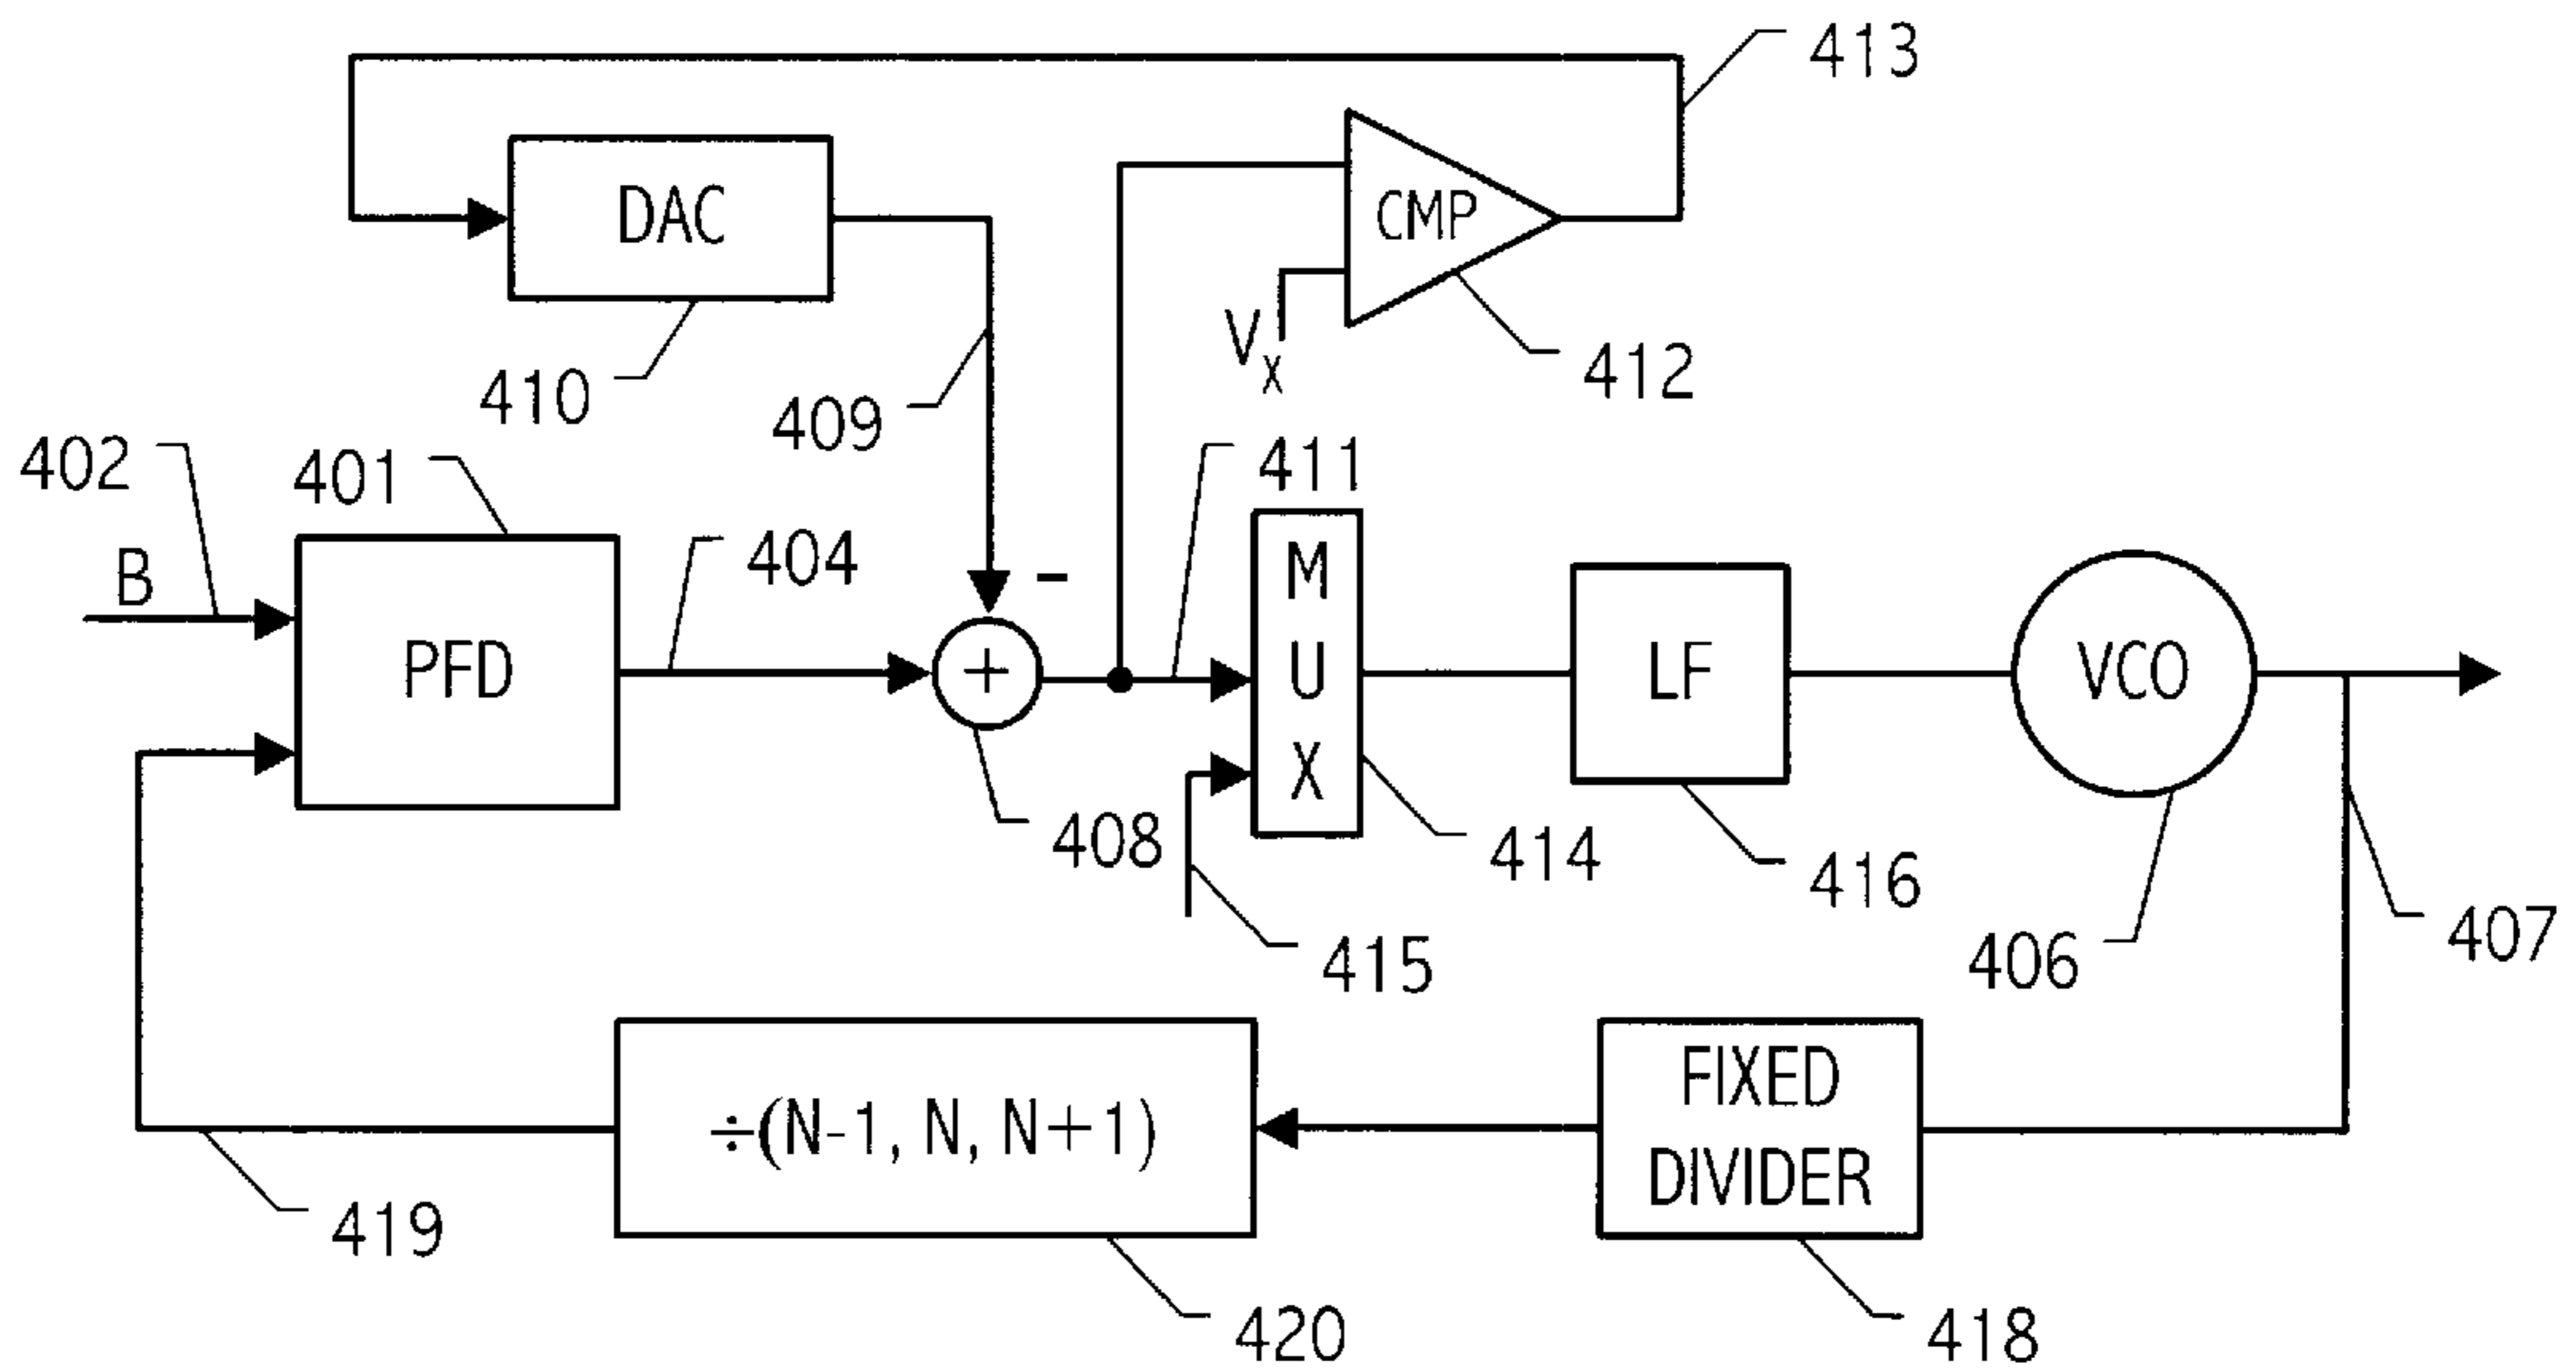 413
DAC
CMP
Vx
410
409
412
402
401
411
B
404
-
PFD
+
M
U
X
LF
VCO
408
414
416
415
406
407
÷(N-1, N, N+1)
FIXED
DIVIDER
419
420
418